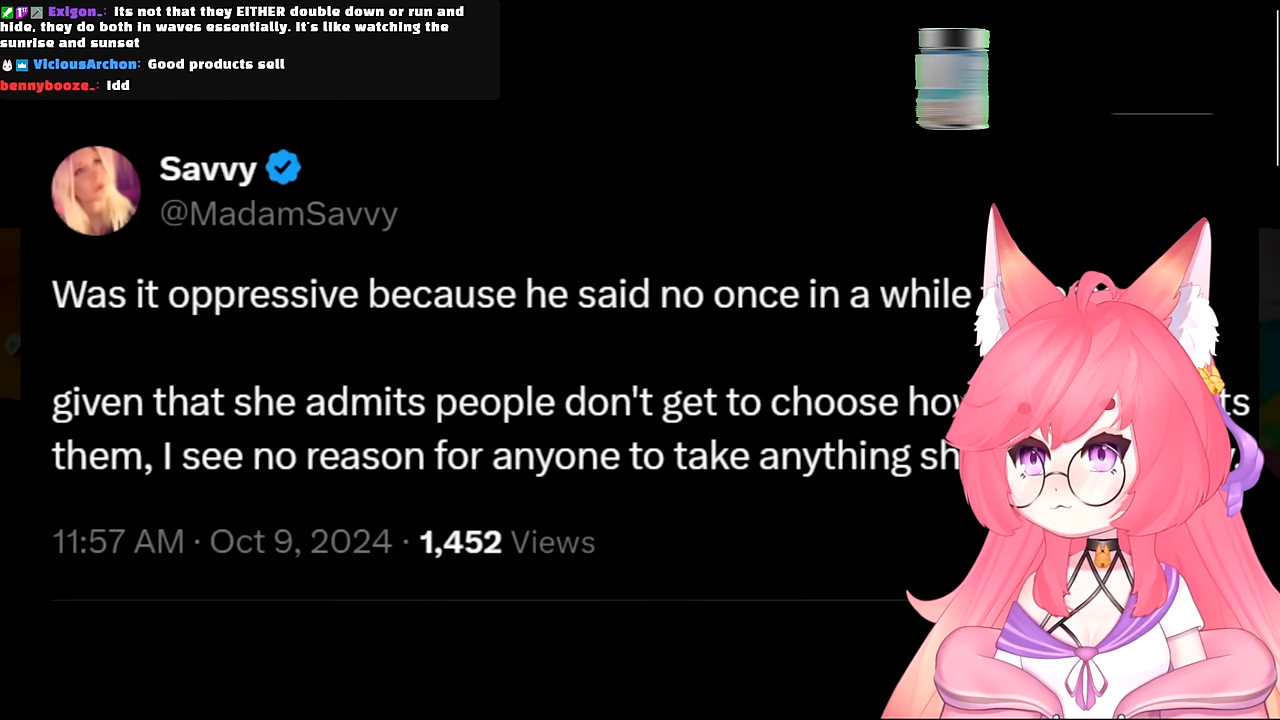 Exigon_: Its not that they EITHER double down or run and
hide, they do both in waves essentially. It's like watching the
sunrise and sunset
ViciousArchon: Good products sell
bennybooze_: Idd
Savvy
@MadamSavvy
Was it oppressive because he said no once in a while
given that she admits people don't get to choose how
them, I see no reason for anyone to take anything
11:57 AM · Oct 9, 2024 · 1,452 Views